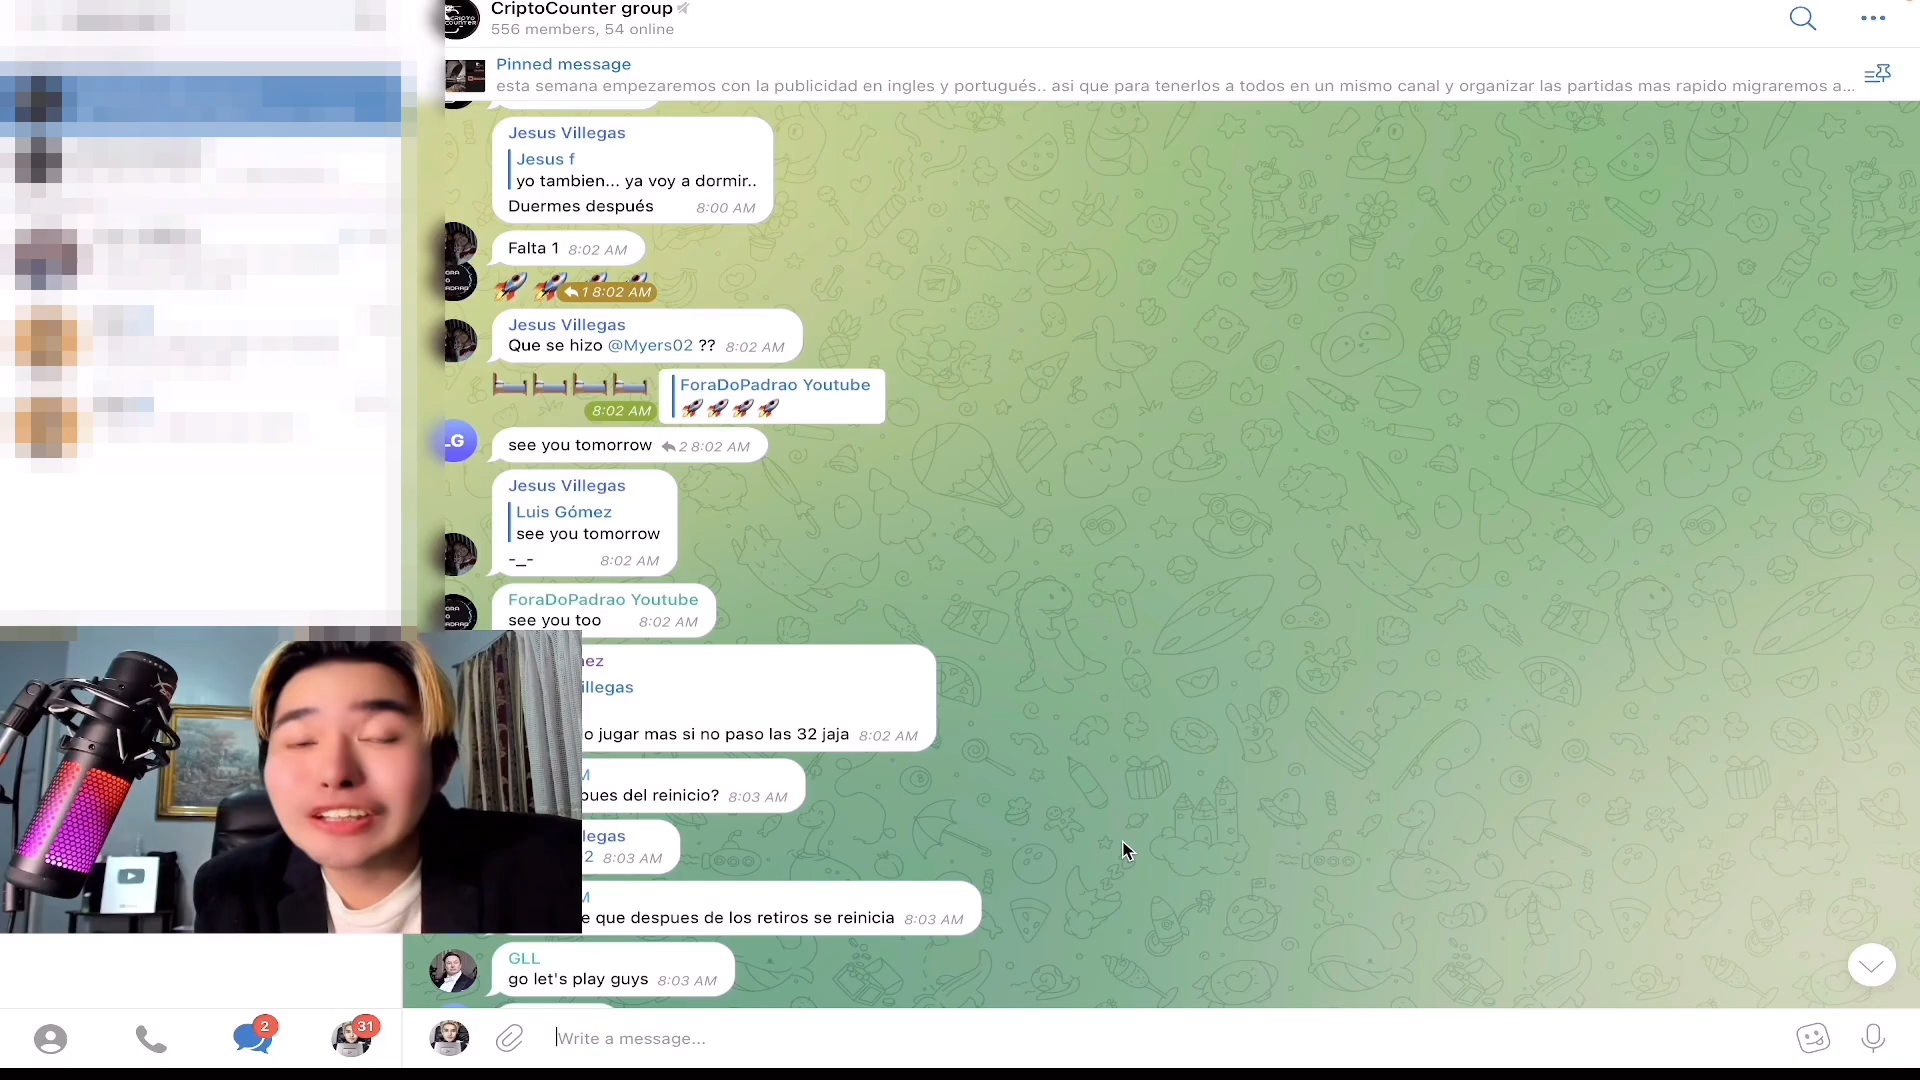 CriptoCounter group
556 members, 54 online
Pinned message
esta semana empezaremos con la publicidad en ingles y portugués.. asi que para tenerlos a todos en un mismo canal y organizar las partidas mas rapido migraremos a...
Jesus Villegas
Jesus f
yo tambien... ya voy a dormir..
Duermes después 8:00 AM
Falta 1 8:02 AM
1 8:02 AM
Jesus Villegas
Que se hizo @Myers02 ?? 8:02 AM
ForaDoPadrao Youtube
8:02 AM
LG
see you tomorrow 2 8:02 AM
Jesus Villegas
Luis Gómez
see you tomorrow
-_- 8:02 AM
ForaDoPadrao Youtube
see you too 8:02 AM
ez
illegas
o jugar mas si no paso las 32 jaja 8:02 AM
M
pues del reinicio? 8:03 AM
legas
2 8:03 AM
M
e que despues de los retiros se reinicia 8:03 AM
GLL
go let's play guys 8:03 AM
2
31
Write a message...